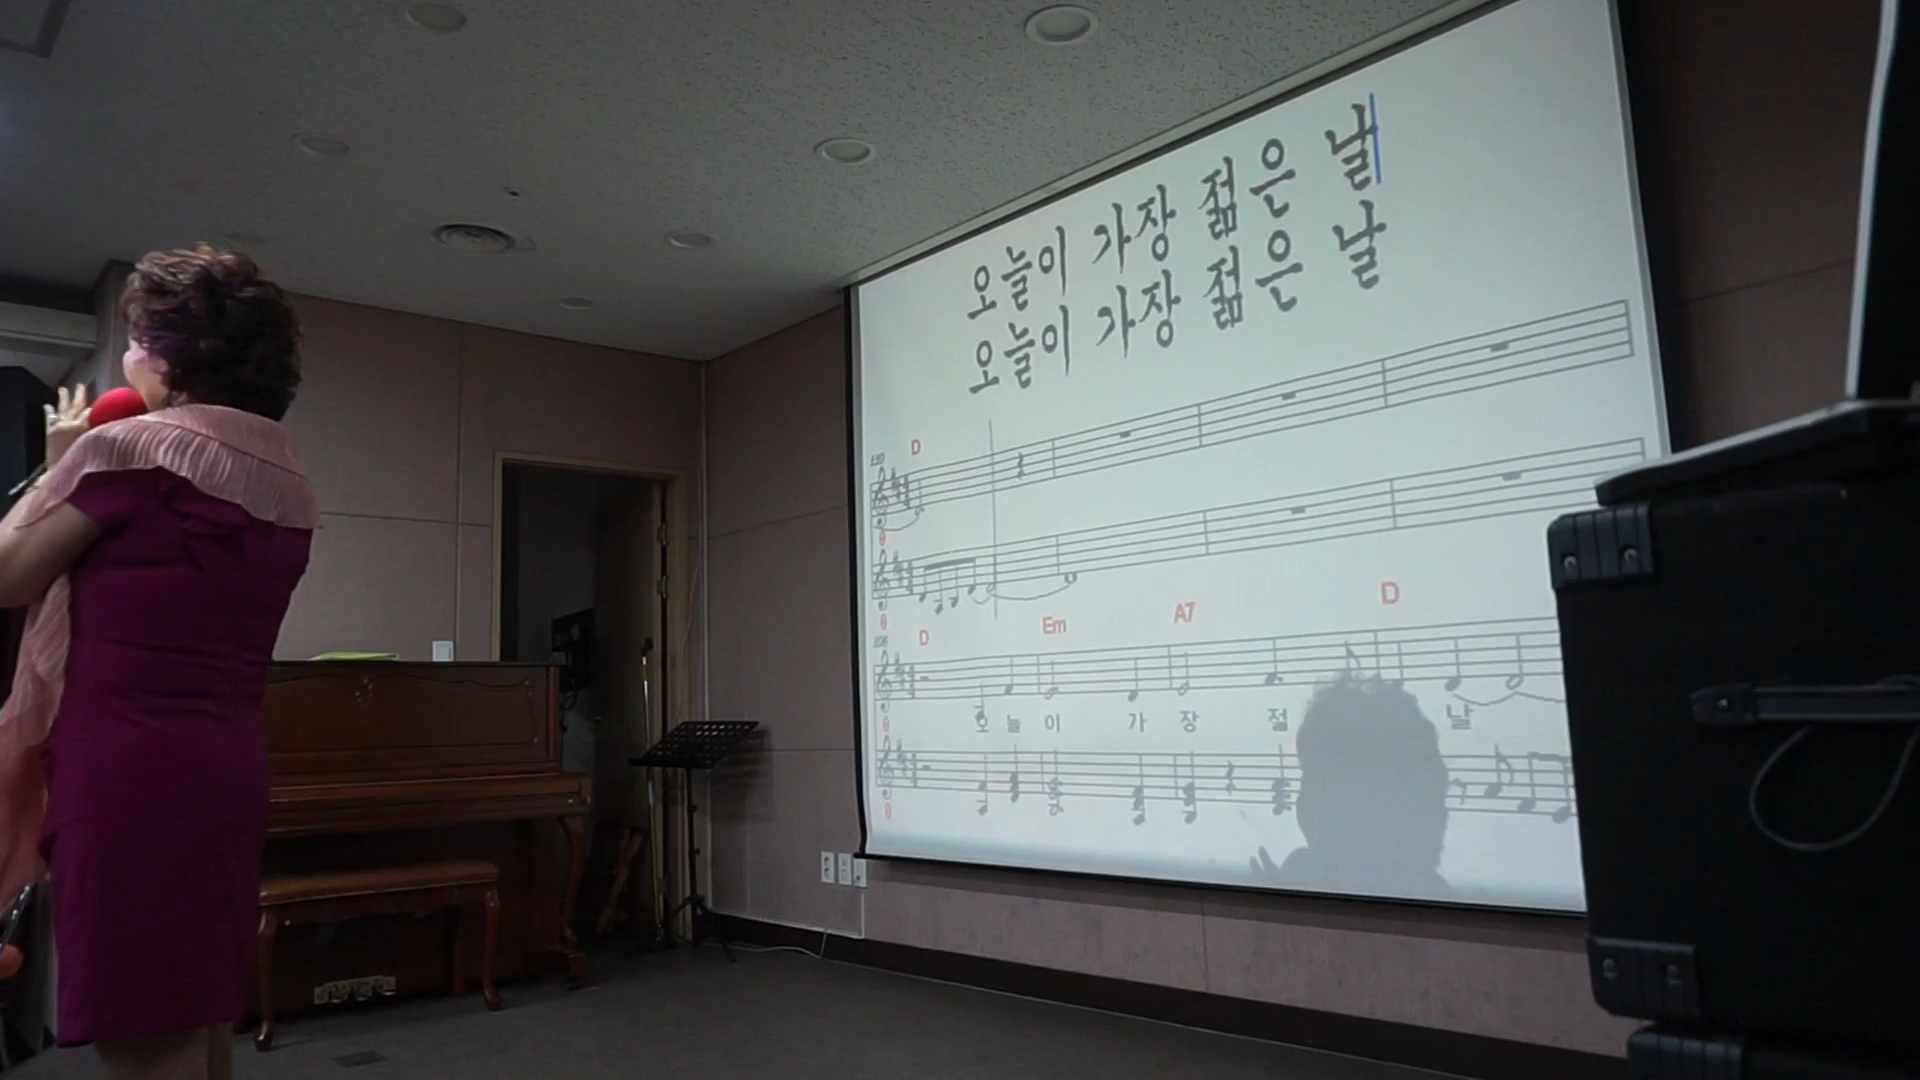 오늘이 가장 젊은 날
오늘이 가장 젊은 날
D
D Em A7 D
오 늘 이 가 장 절 날